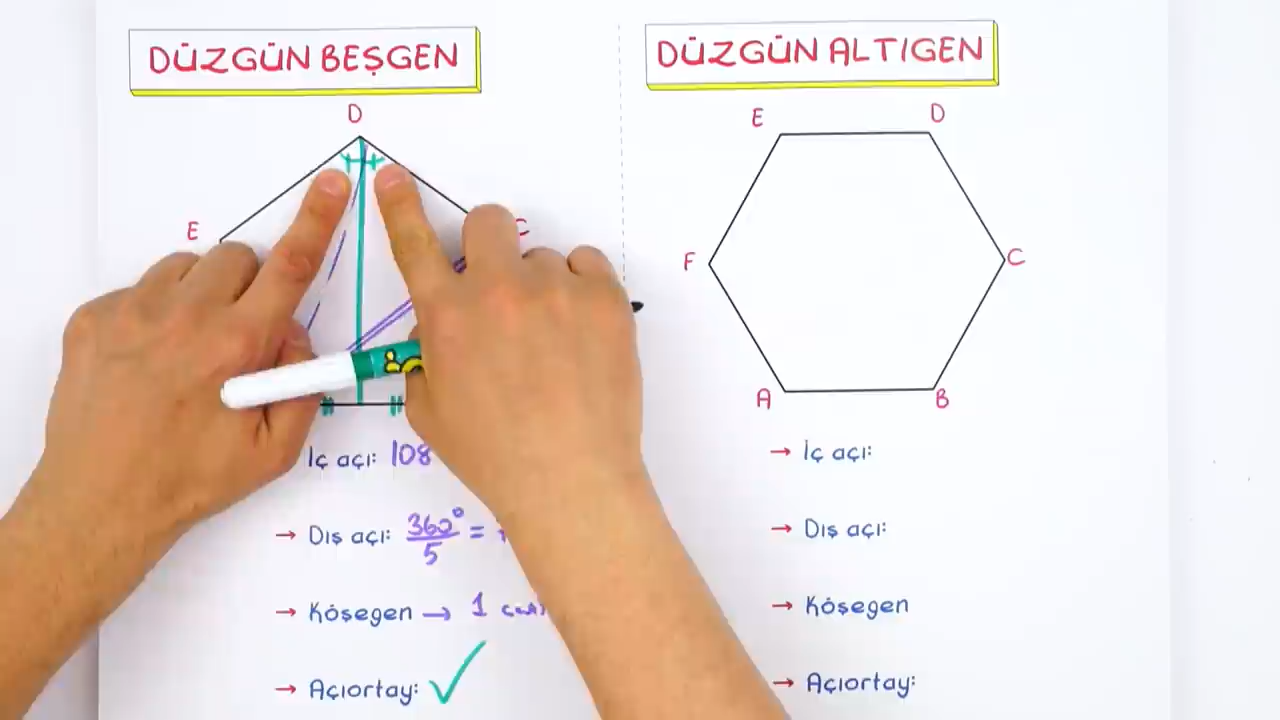 DÜZGÜN BEŞGEN
D
E
C
İç açı: 108
→ Dış açı: 360°/5 =
→ Köşegen → 1
→ Açıortay: ✓
DÜZGÜN ALTIGEN
E
D
F
C
A
B
→ İç açı:
→ Dış açı:
→ Köşegen
→ Açıortay: